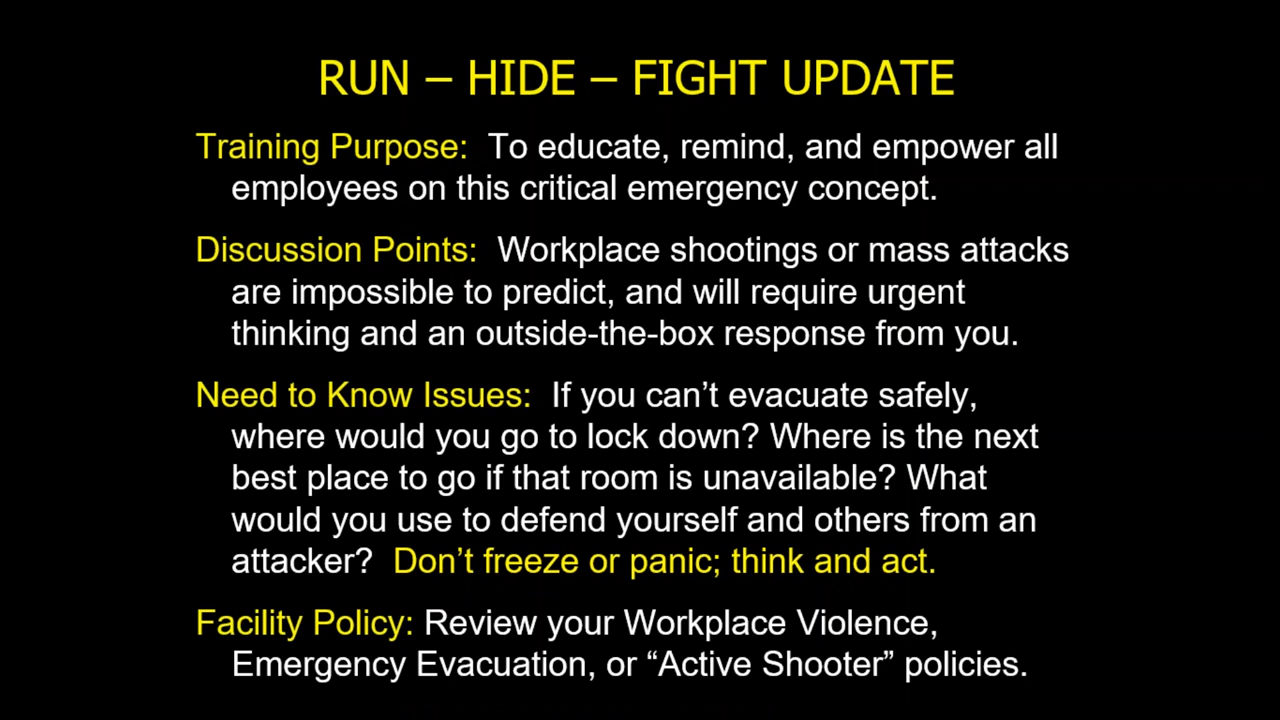 RUN – HIDE – FIGHT UPDATE
Training Purpose: To educate, remind, and empower all
employees on this critical emergency concept.
Discussion Points: Workplace shootings or mass attacks
are impossible to predict, and will require urgent
thinking and an outside-the-box response from you.
Need to Know Issues: If you can’t evacuate safely,
where would you go to lock down? Where is the next
best place to go if that room is unavailable? What
would you use to defend yourself and others from an
attacker? Don’t freeze or panic; think and act.
Facility Policy: Review your Workplace Violence,
Emergency Evacuation, or “Active Shooter” policies.